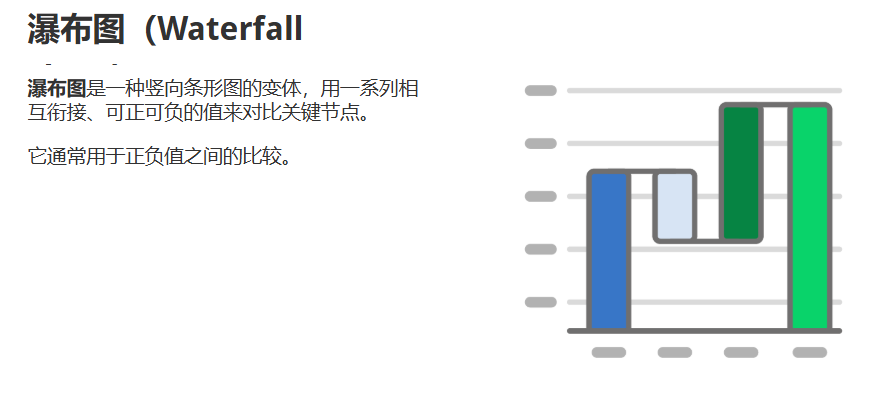 瀑布图（Waterfall
瀑布图是一种竖向条形图的变体，用一系列相
互衔接、可正可负的值来对比关键节点。
它通常用于正负值之间的比较。